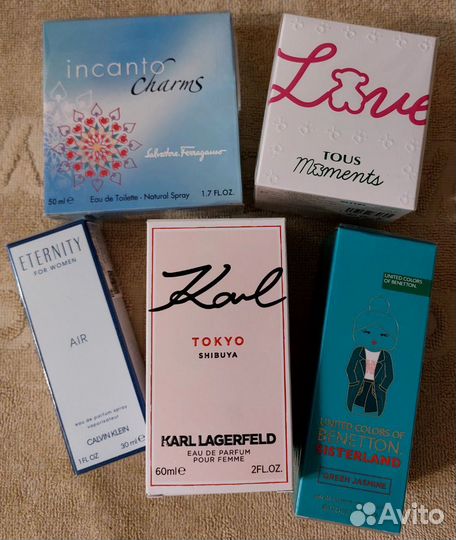 incanto
Charms
Salvatore Ferragamo
50 ml e Eau de Toilette - Natural Spray 1.7 FL.OZ.
Love
TOUS
Moments
ETERNITY
FOR WOMEN
AIR
eau de parfum spray
vaporisateur
CALVIN KLEIN
1 FL OZ 30 ml e
Karl
TOKYO
SHIBUYA
KARL LAGERFELD
EAU DE PARFUM
POUR FEMME
60ml e 2FL.OZ.
UNITED COLORS
OF BENETTON.
UNITED COLORS OF
BENETTON.
SISTERLAND
GREEN JASMINE
Avito